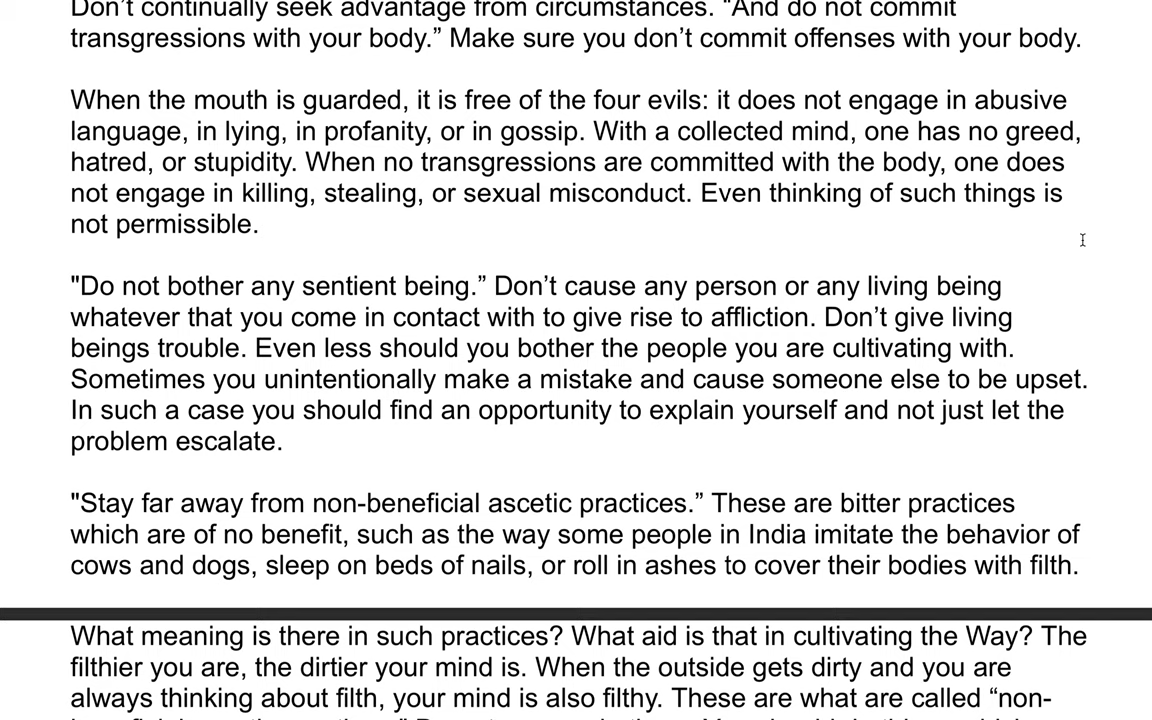 Don’t continually seek advantage from circumstances. “And do not commit
transgressions with your body.” Make sure you don’t commit offenses with your body.
When the mouth is guarded, it is free of the four evils: it does not engage in abusive
language, in lying, in profanity, or in gossip. With a collected mind, one has no greed,
hatred, or stupidity. When no transgressions are committed with the body, one does
not engage in killing, stealing, or sexual misconduct. Even thinking of such things is
not permissible.
"Do not bother any sentient being.” Don’t cause any person or any living being
whatever that you come in contact with to give rise to affliction. Don’t give living
beings trouble. Even less should you bother the people you are cultivating with.
Sometimes you unintentionally make a mistake and cause someone else to be upset.
In such a case you should find an opportunity to explain yourself and not just let the
problem escalate.
"Stay far away from non-beneficial ascetic practices.” These are bitter practices
which are of no benefit, such as the way some people in India imitate the behavior of
cows and dogs, sleep on beds of nails, or roll in ashes to cover their bodies with filth.
What meaning is there in such practices? What aid is that in cultivating the Way? The
filthier you are, the dirtier your mind is. When the outside gets dirty and you are
always thinking about filth, your mind is also filthy. These are what are called “non-